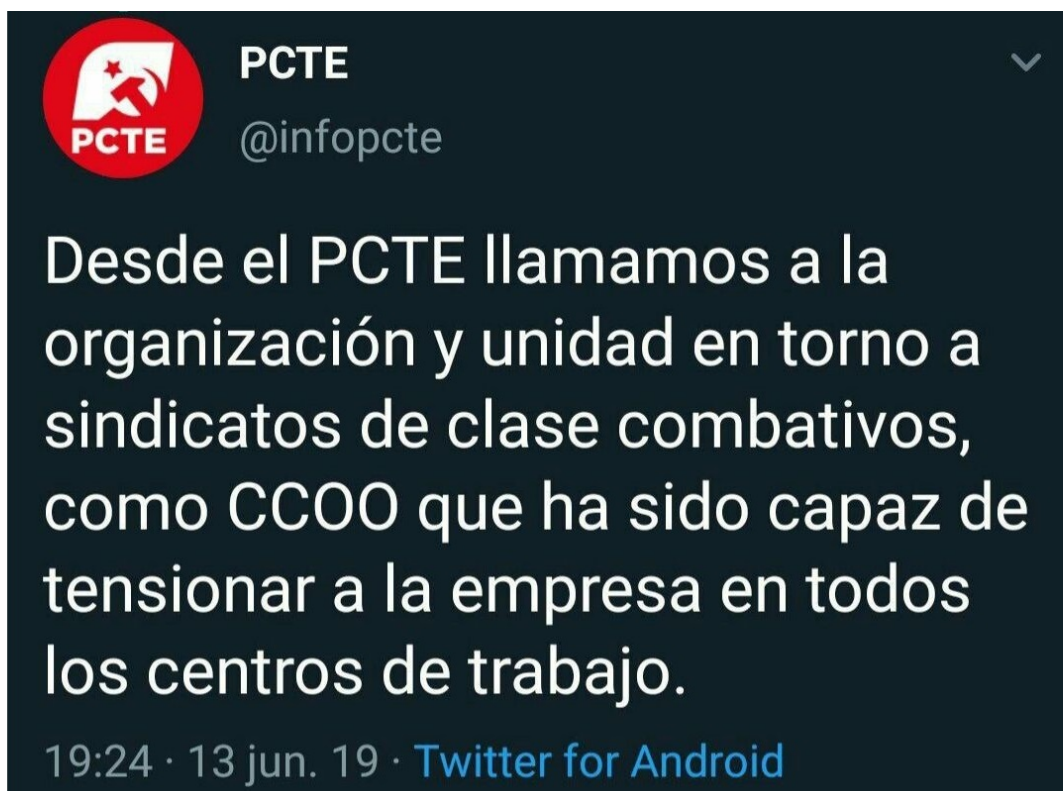 PCTE
PCTE
@infopcte
Desde el PCTE llamamos a la
organización y unidad en torno a
sindicatos de clase combativos,
como CCOO que ha sido capaz de
tensionar a la empresa en todos
los centros de trabajo.
19:24 · 13 jun. 19 · Twitter for Android